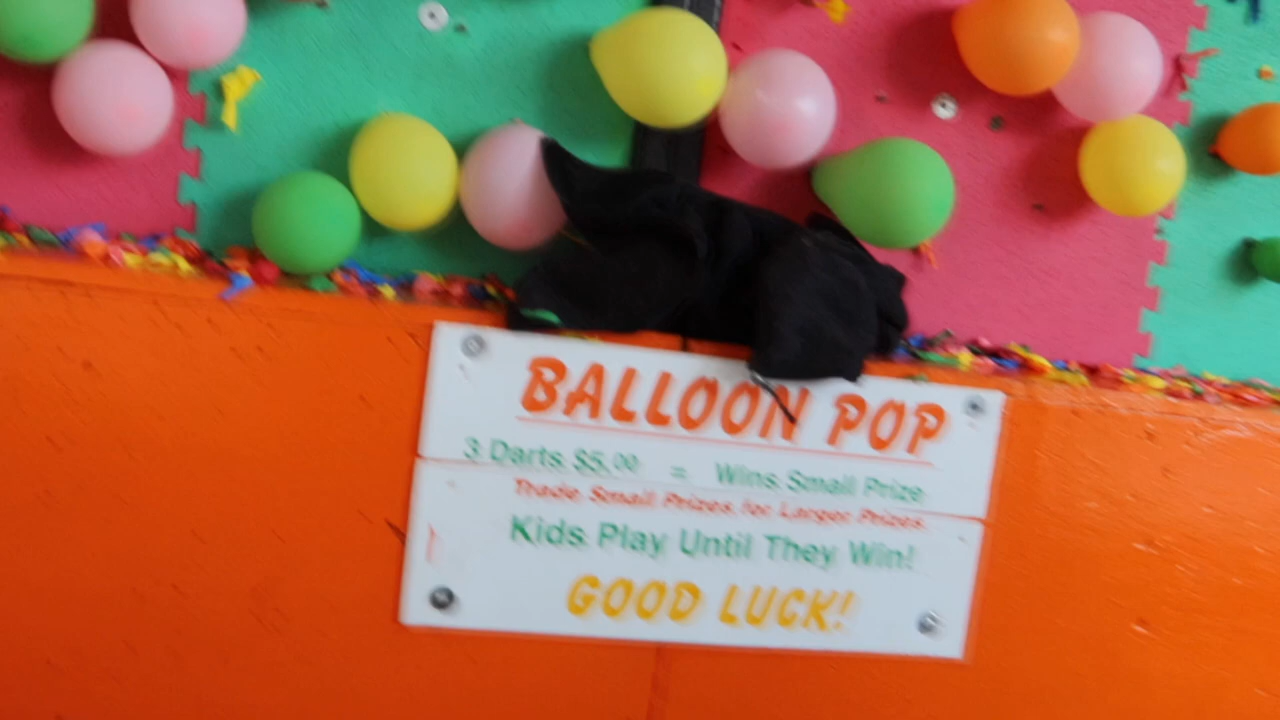 BALLOON POP
3 Darts $5.00 = Wins Small Prize
Trade Small Prizes for Larger Prizes.
Kids Play Until They Win!
GOOD LUCK!